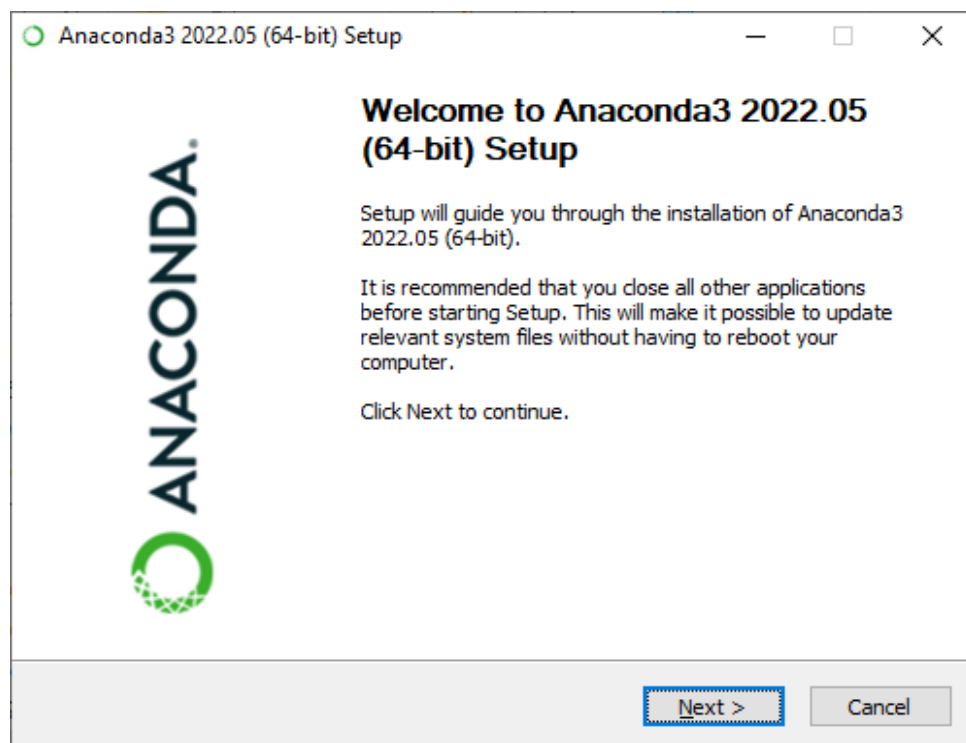 Anaconda3 2022.05 (64-bit) Setup
Welcome to Anaconda3 2022.05
(64-bit) Setup
Setup will guide you through the installation of Anaconda3
2022.05 (64-bit).
It is recommended that you close all other applications
before starting Setup. This will make it possible to update
relevant system files without having to reboot your
computer.
Click Next to continue.
ANACONDA.
Next >
Cancel